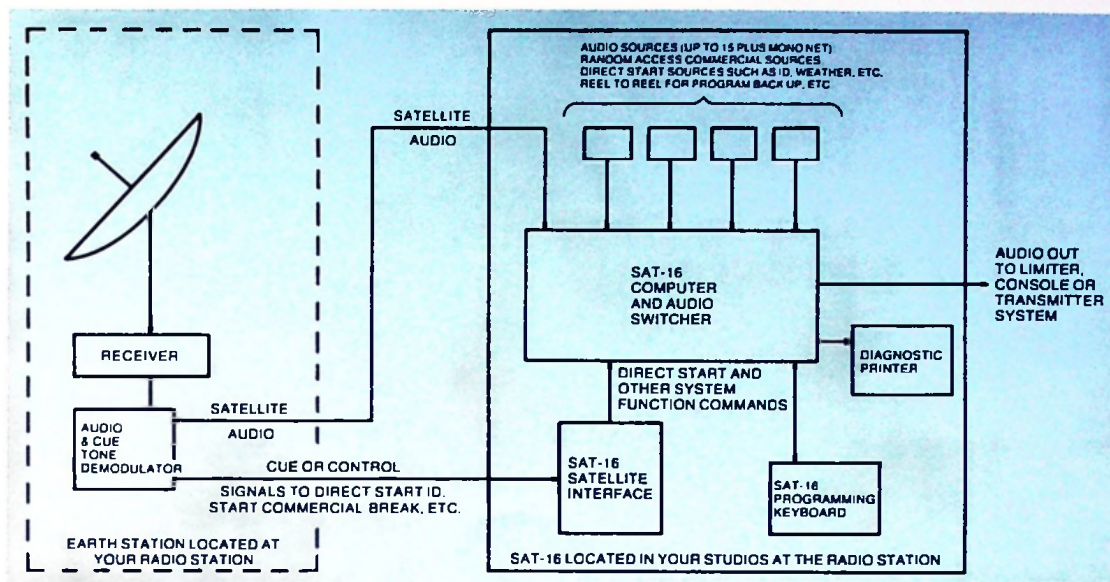 AUDIO SOURCES (UP TO 15 PLUS MONO NET)
RANDOM ACCESS COMMERCIAL SOURCES
DIRECT START SOURCES SUCH AS ID, WEATHER, ETC.
REEL TO REEL FOR PROGRAM BACK UP, ETC
SATELLITE
AUDIO
SAT-16
COMPUTER
AND AUDIO
SWITCHER
AUDIO OUT
TO LIMITER,
CONSOLE OR
TRANSMITTER
SYSTEM
RECEIVER
DIAGNOSTIC
PRINTER
DIRECT START AND
OTHER SYSTEM
FUNCTION COMMANDS
AUDIO
& CUE
TONE
DEMODULATOR
SATELLITE
AUDIO
CUE OR CONTROL
SIGNALS TO DIRECT START ID.
START COMMERCIAL BREAK, ETC.
SAT-16
SATELLITE
INTERFACE
SAT-16
PROGRAMMING
KEYBOARD
EARTH STATION LOCATED AT
YOUR RADIO STATION
SAT-16 LOCATED IN YOUR STUDIOS AT THE RADIO STATION